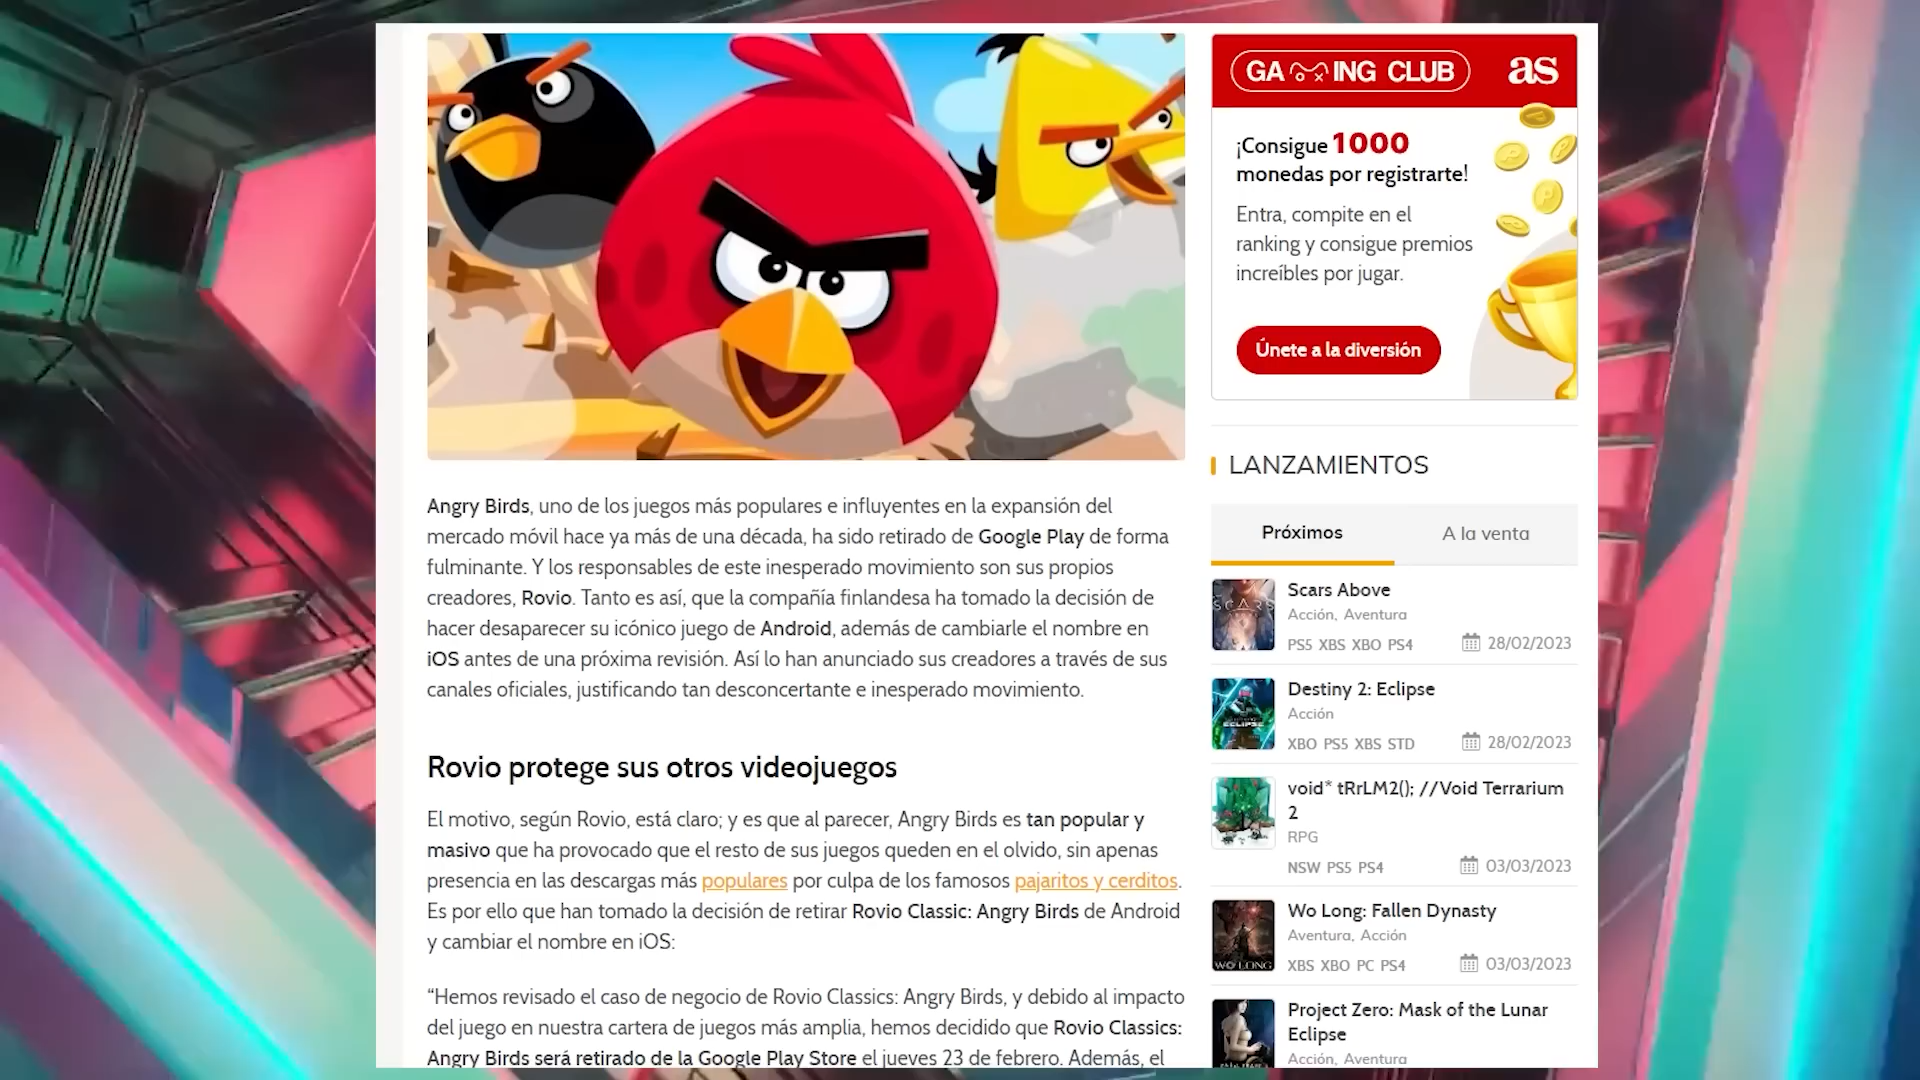 Angry Birds, uno de los juegos más populares e influyentes en la expansión del
mercado móvil hace ya más de una década, ha sido retirado de Google Play de forma
fulminante. Y los responsables de este inesperado movimiento son sus propios
creadores, Rovio. Tanto es así, que la compañía finlandesa ha tomado la decisión de
hacer desaparecer su icónico juego de Android, además de cambiarle el nombre en
iOS antes de una próxima revisión. Así lo han anunciado sus creadores a través de sus
canales oficiales, justificando tan desconcertante e inesperado movimiento.
Rovio protege sus otros videojuegos
El motivo, según Rovio, está claro; y es que al parecer, Angry Birds es tan popular y
masivo que ha provocado que el resto de sus juegos queden en el olvido, sin apenas
presencia en las descargas más populares por culpa de los famosos pajaritos y cerditos.
Es por ello que han tomado la decisión de retirar Rovio Classic: Angry Birds de Android
y cambiar el nombre en iOS:
“Hemos revisado el caso de negocio de Rovio Classics: Angry Birds, y debido al impacto
del juego en nuestra cartera de juegos más amplia, hemos decidido que Rovio Classics:
Angry Birds será retirado de la Google Play Store el jueves 23 de febrero. Además, el
GAMING CLUB as
¡Consigue 1000
monedas por registrarte!
Entra, compite en el
ranking y consigue premios
increíbles por jugar.
Únete a la diversión
LANZAMIENTOS
Próximos A la venta
SCARS
Scars Above
Acción, Aventura
PS5 XBS XBO PS4 28/02/2023
ECLIPSE
Destiny 2: Eclipse
Acción
XBO PS5 XBS STD 28/02/2023
void* tRrLM2(); //Void Terrarium
2
RPG
NSW PS5 PS4 03/03/2023
WO LONG
Wo Long: Fallen Dynasty
Aventura, Acción
XBS XBO PC PS4 03/03/2023
Project Zero: Mask of the Lunar
Eclipse
Acción, Aventura